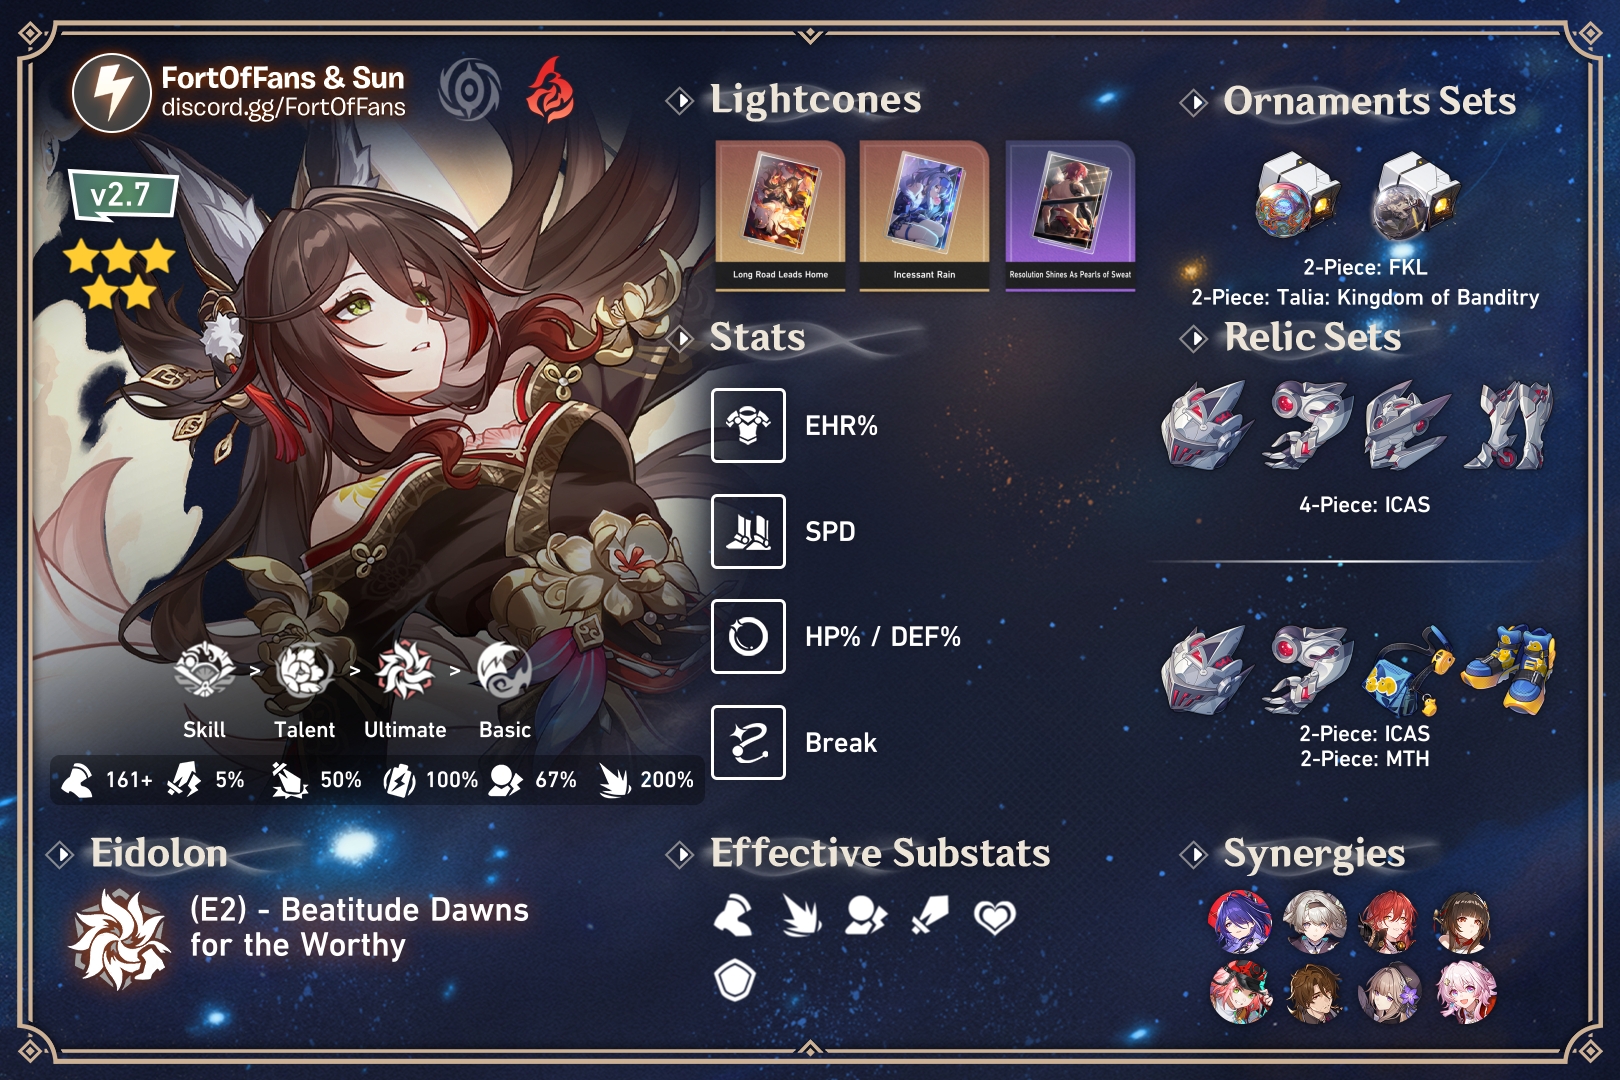 FortOfFans & Sun
discord.gg/FortOfFans
v2.7
Skill > Talent > Ultimate > Basic
161+ 5% 50% 100% 67% 200%
Eidolon
(E2) - Beatitude Dawns
for the Worthy
Lightcones
Long Road Leads Home
Incessant Rain
Resolution Shines As Pearls of Sweat
Stats
EHR%
SPD
HP% / DEF%
Break
Effective Substats
Ornaments Sets
2-Piece: FKL
2-Piece: Talia: Kingdom of Banditry
Relic Sets
4-Piece: ICAS
2-Piece: ICAS
2-Piece: MTH
Synergies